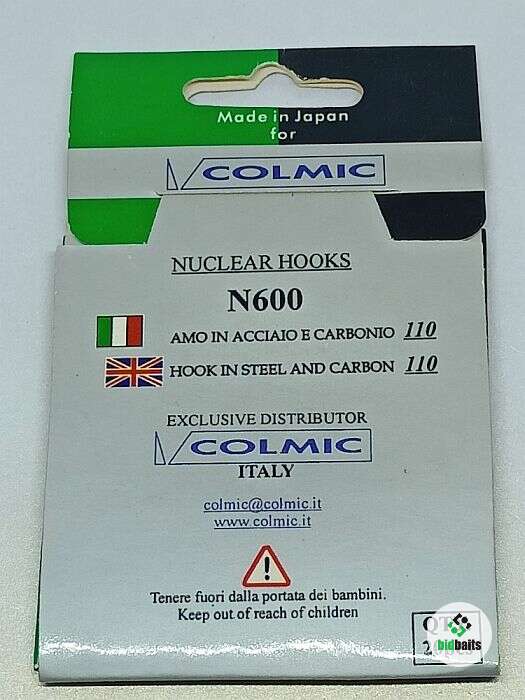 Made in Japan
for
COLMIC
NUCLEAR HOOKS
N600
AMO IN ACCIAIO E CARBONIO 110
HOOK IN STEEL AND CARBON 110
EXCLUSIVE DISTRIBUTOR
COLMIC
ITALY
colmic@colmic.it
www.colmic.it
Tenere fuori dalla portata dei bambini.
Keep out of reach of children
bidbaits